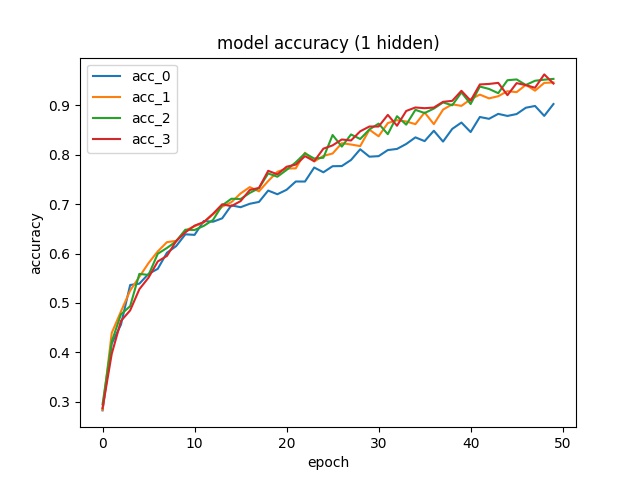 model accuracy (1 hidden)
acc_0
acc_1
acc_2
acc_3
accuracy
0.9
0.8
0.7
0.6
0.5
0.4
0.3
0 10 20 30 40 50
epoch